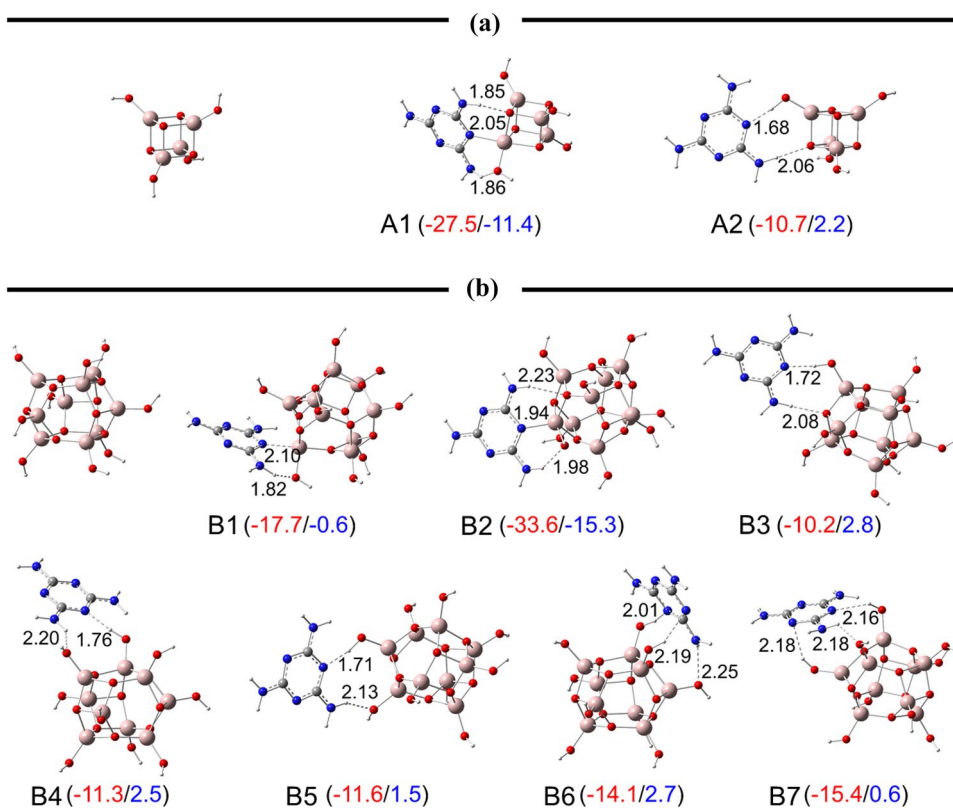 (a)
1.85
2.05
1.86
1.68
2.06
A1 (-27.5/-11.4)
A2 (-10.7/2.2)
(b)
2.10
1.82
2.23
1.94
1.98
1.72
2.08
B1 (-17.7/-0.6)
B2 (-33.6/-15.3)
B3 (-10.2/2.8)
2.20
1.76
1.71
2.13
2.01
2.19
2.25
2.16
2.18
2.18
B4 (-11.3/2.5)
B5 (-11.6/1.5)
B6 (-14.1/2.7)
B7 (-15.4/0.6)